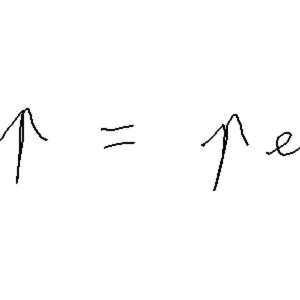 ↑ = ↑ e